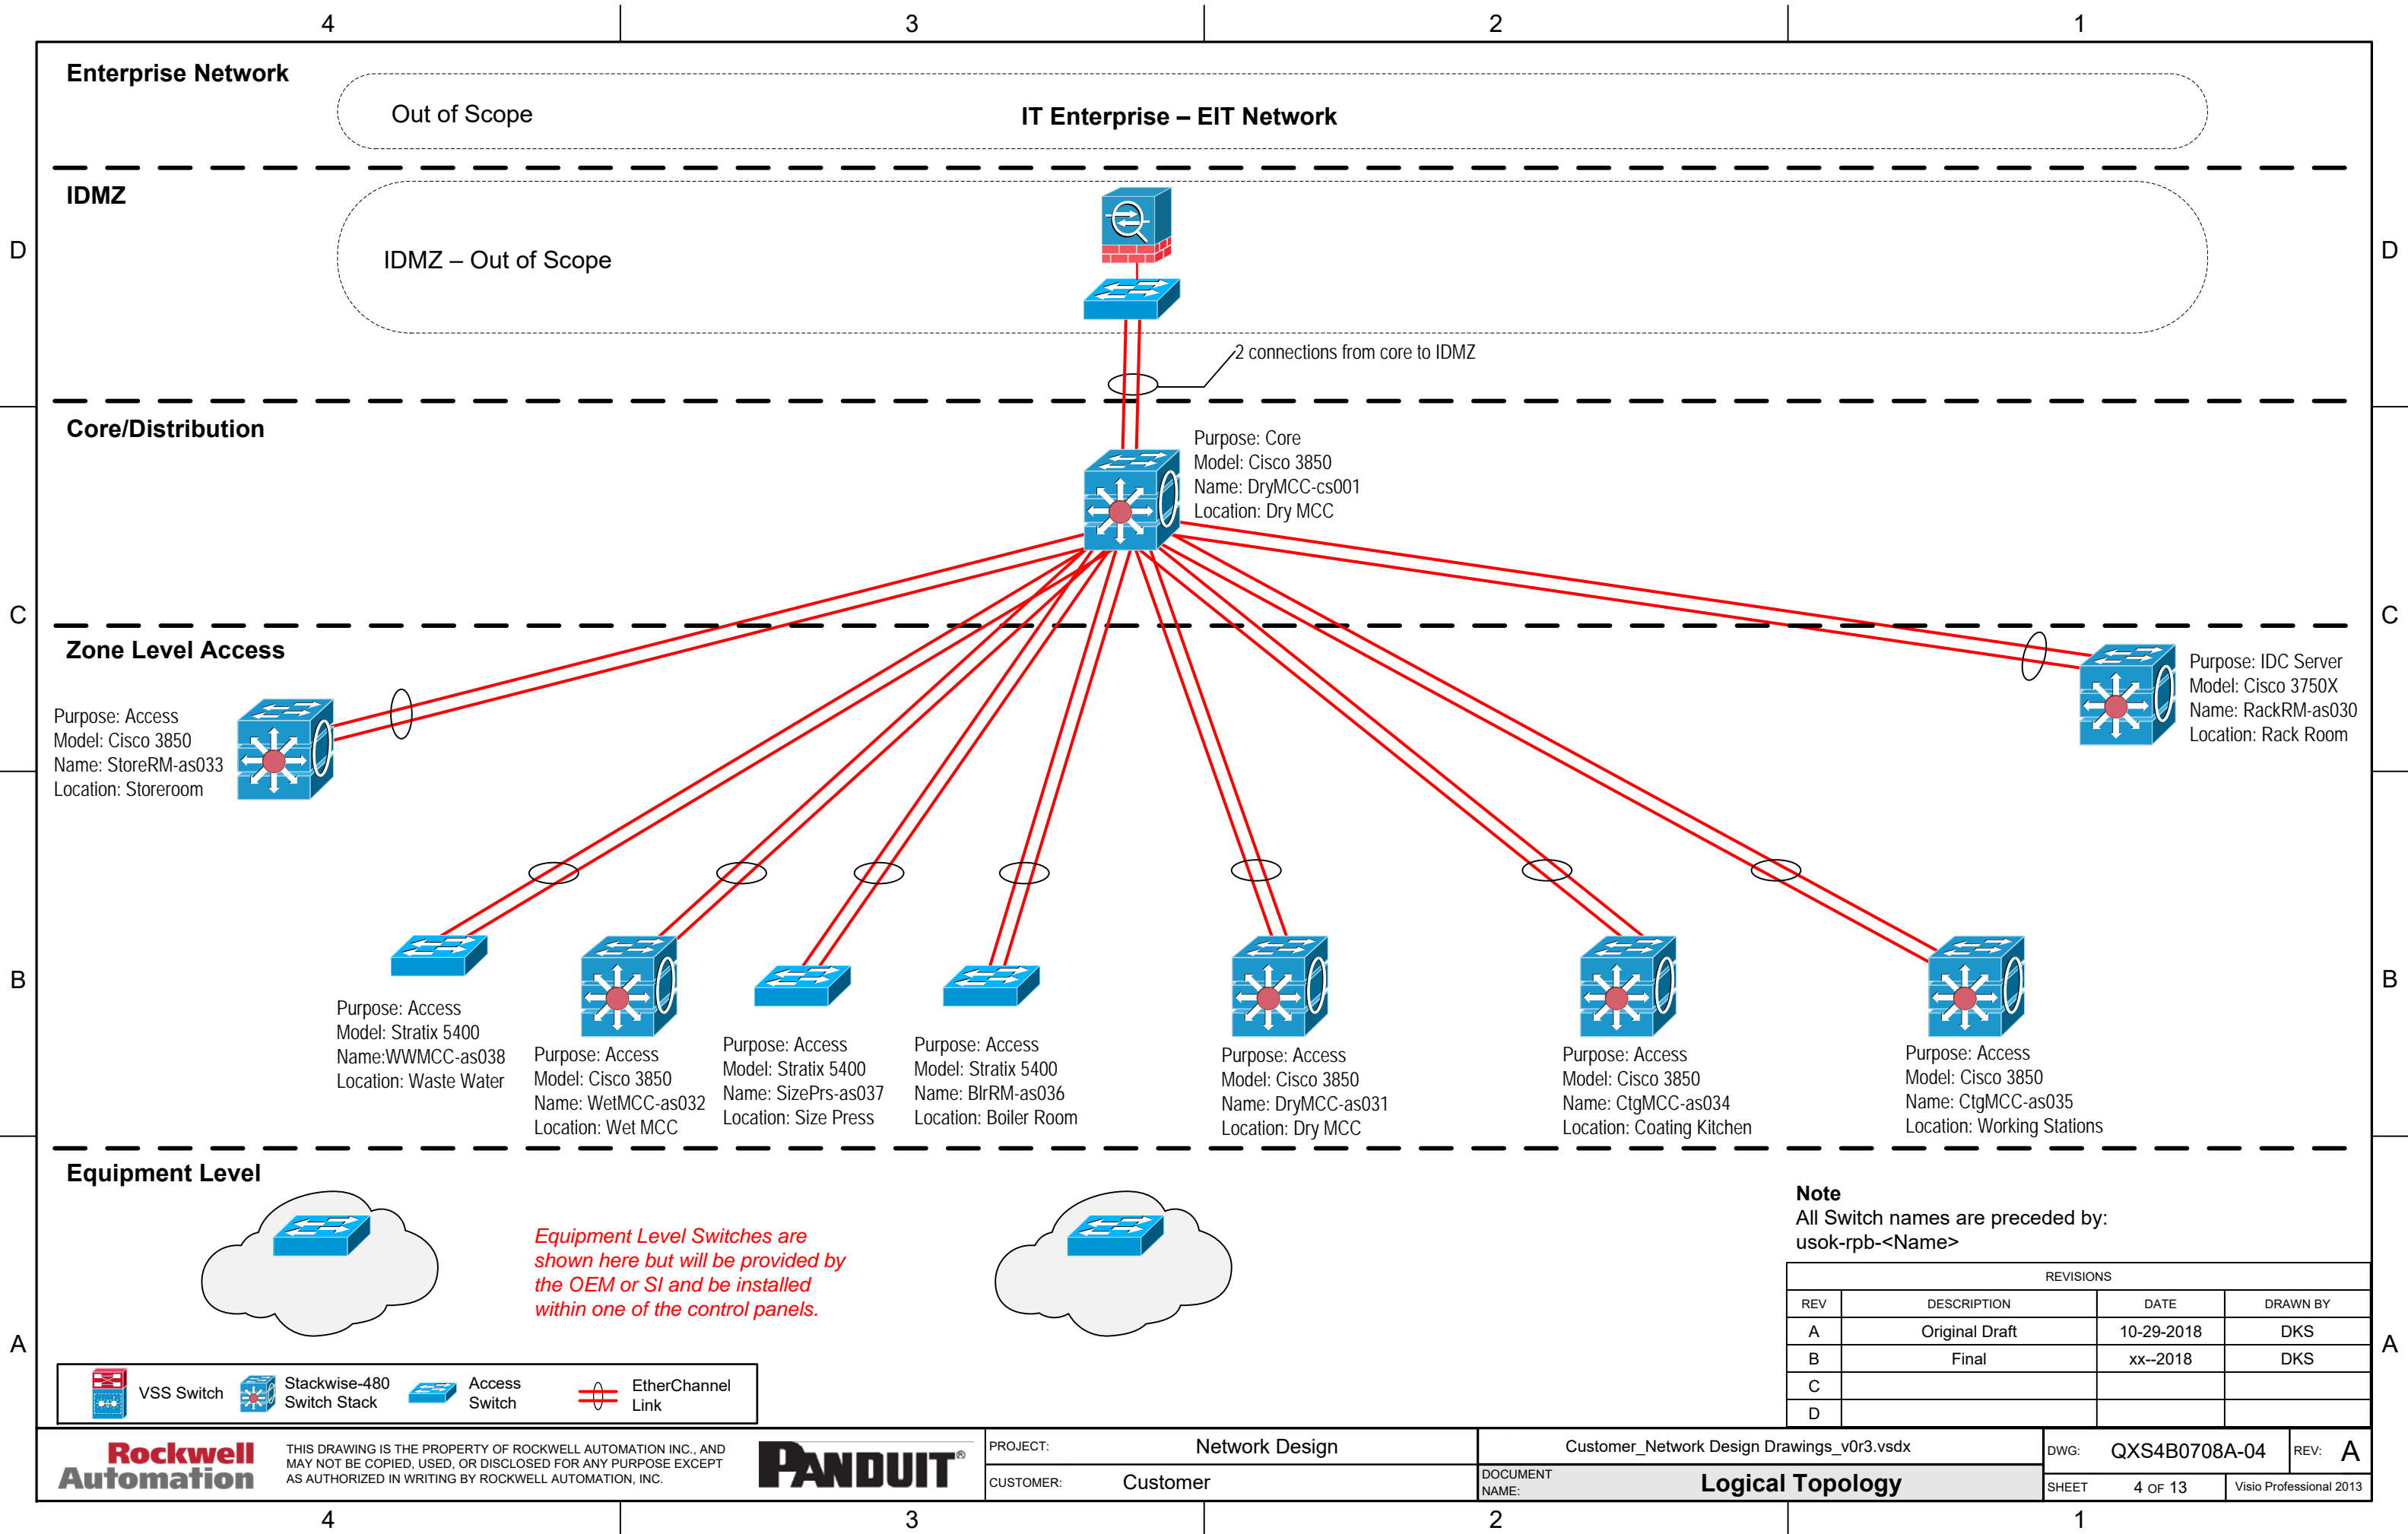 4 3 2 1
Enterprise Network
Out of Scope
IT Enterprise – EIT Network
IDMZ
D
D
IDMZ – Out of Scope
2 connections from core to IDMZ
Core/Distribution
Purpose: Core
Model: Cisco 3850
Name: DryMCC-cs001
Location: Dry MCC
C
C
Zone Level Access
Purpose: IDC Server
Model: Cisco 3750X
Name: RackRM-as030
Location: Rack Room
Purpose: Access
Model: Cisco 3850
Name: StoreRM-as033
Location: Storeroom
B
B
Purpose: Access
Model: Stratix 5400
Name:WWMCC-as038
Location: Waste Water
Purpose: Access
Model: Cisco 3850
Name: WetMCC-as032
Location: Wet MCC
Purpose: Access
Model: Stratix 5400
Name: SizePrs-as037
Location: Size Press
Purpose: Access
Model: Stratix 5400
Name: BlrRM-as036
Location: Boiler Room
Purpose: Access
Model: Cisco 3850
Name: DryMCC-as031
Location: Dry MCC
Purpose: Access
Model: Cisco 3850
Name: CtgMCC-as034
Location: Coating Kitchen
Purpose: Access
Model: Cisco 3850
Name: CtgMCC-as035
Location: Working Stations
Equipment Level
Equipment Level Switches are
shown here but will be provided by
the OEM or SI and be installed
within one of the control panels.
Note
All Switch names are preceded by:
usok-rpb-<Name>
REVISIONS
REV DESCRIPTION DATE DRAWN BY
A Original Draft 10-29-2018 DKS
B Final xx--2018 DKS
C
D
A
A
VSS Switch
Stackwise-480
Switch Stack
Access
Switch
EtherChannel
Link
Rockwell
Automation
THIS DRAWING IS THE PROPERTY OF ROCKWELL AUTOMATION INC., AND
MAY NOT BE COPIED, USED, OR DISCLOSED FOR ANY PURPOSE EXCEPT
AS AUTHORIZED IN WRITING BY ROCKWELL AUTOMATION, INC.
PANDUIT®
PROJECT: Network Design
CUSTOMER: Customer
Customer_Network Design Drawings_v0r3.vsdx
DOCUMENT
NAME: Logical Topology
DWG: QXS4B0708A-04 REV: A
SHEET 4 OF 13 Visio Professional 2013
4 3 2 1